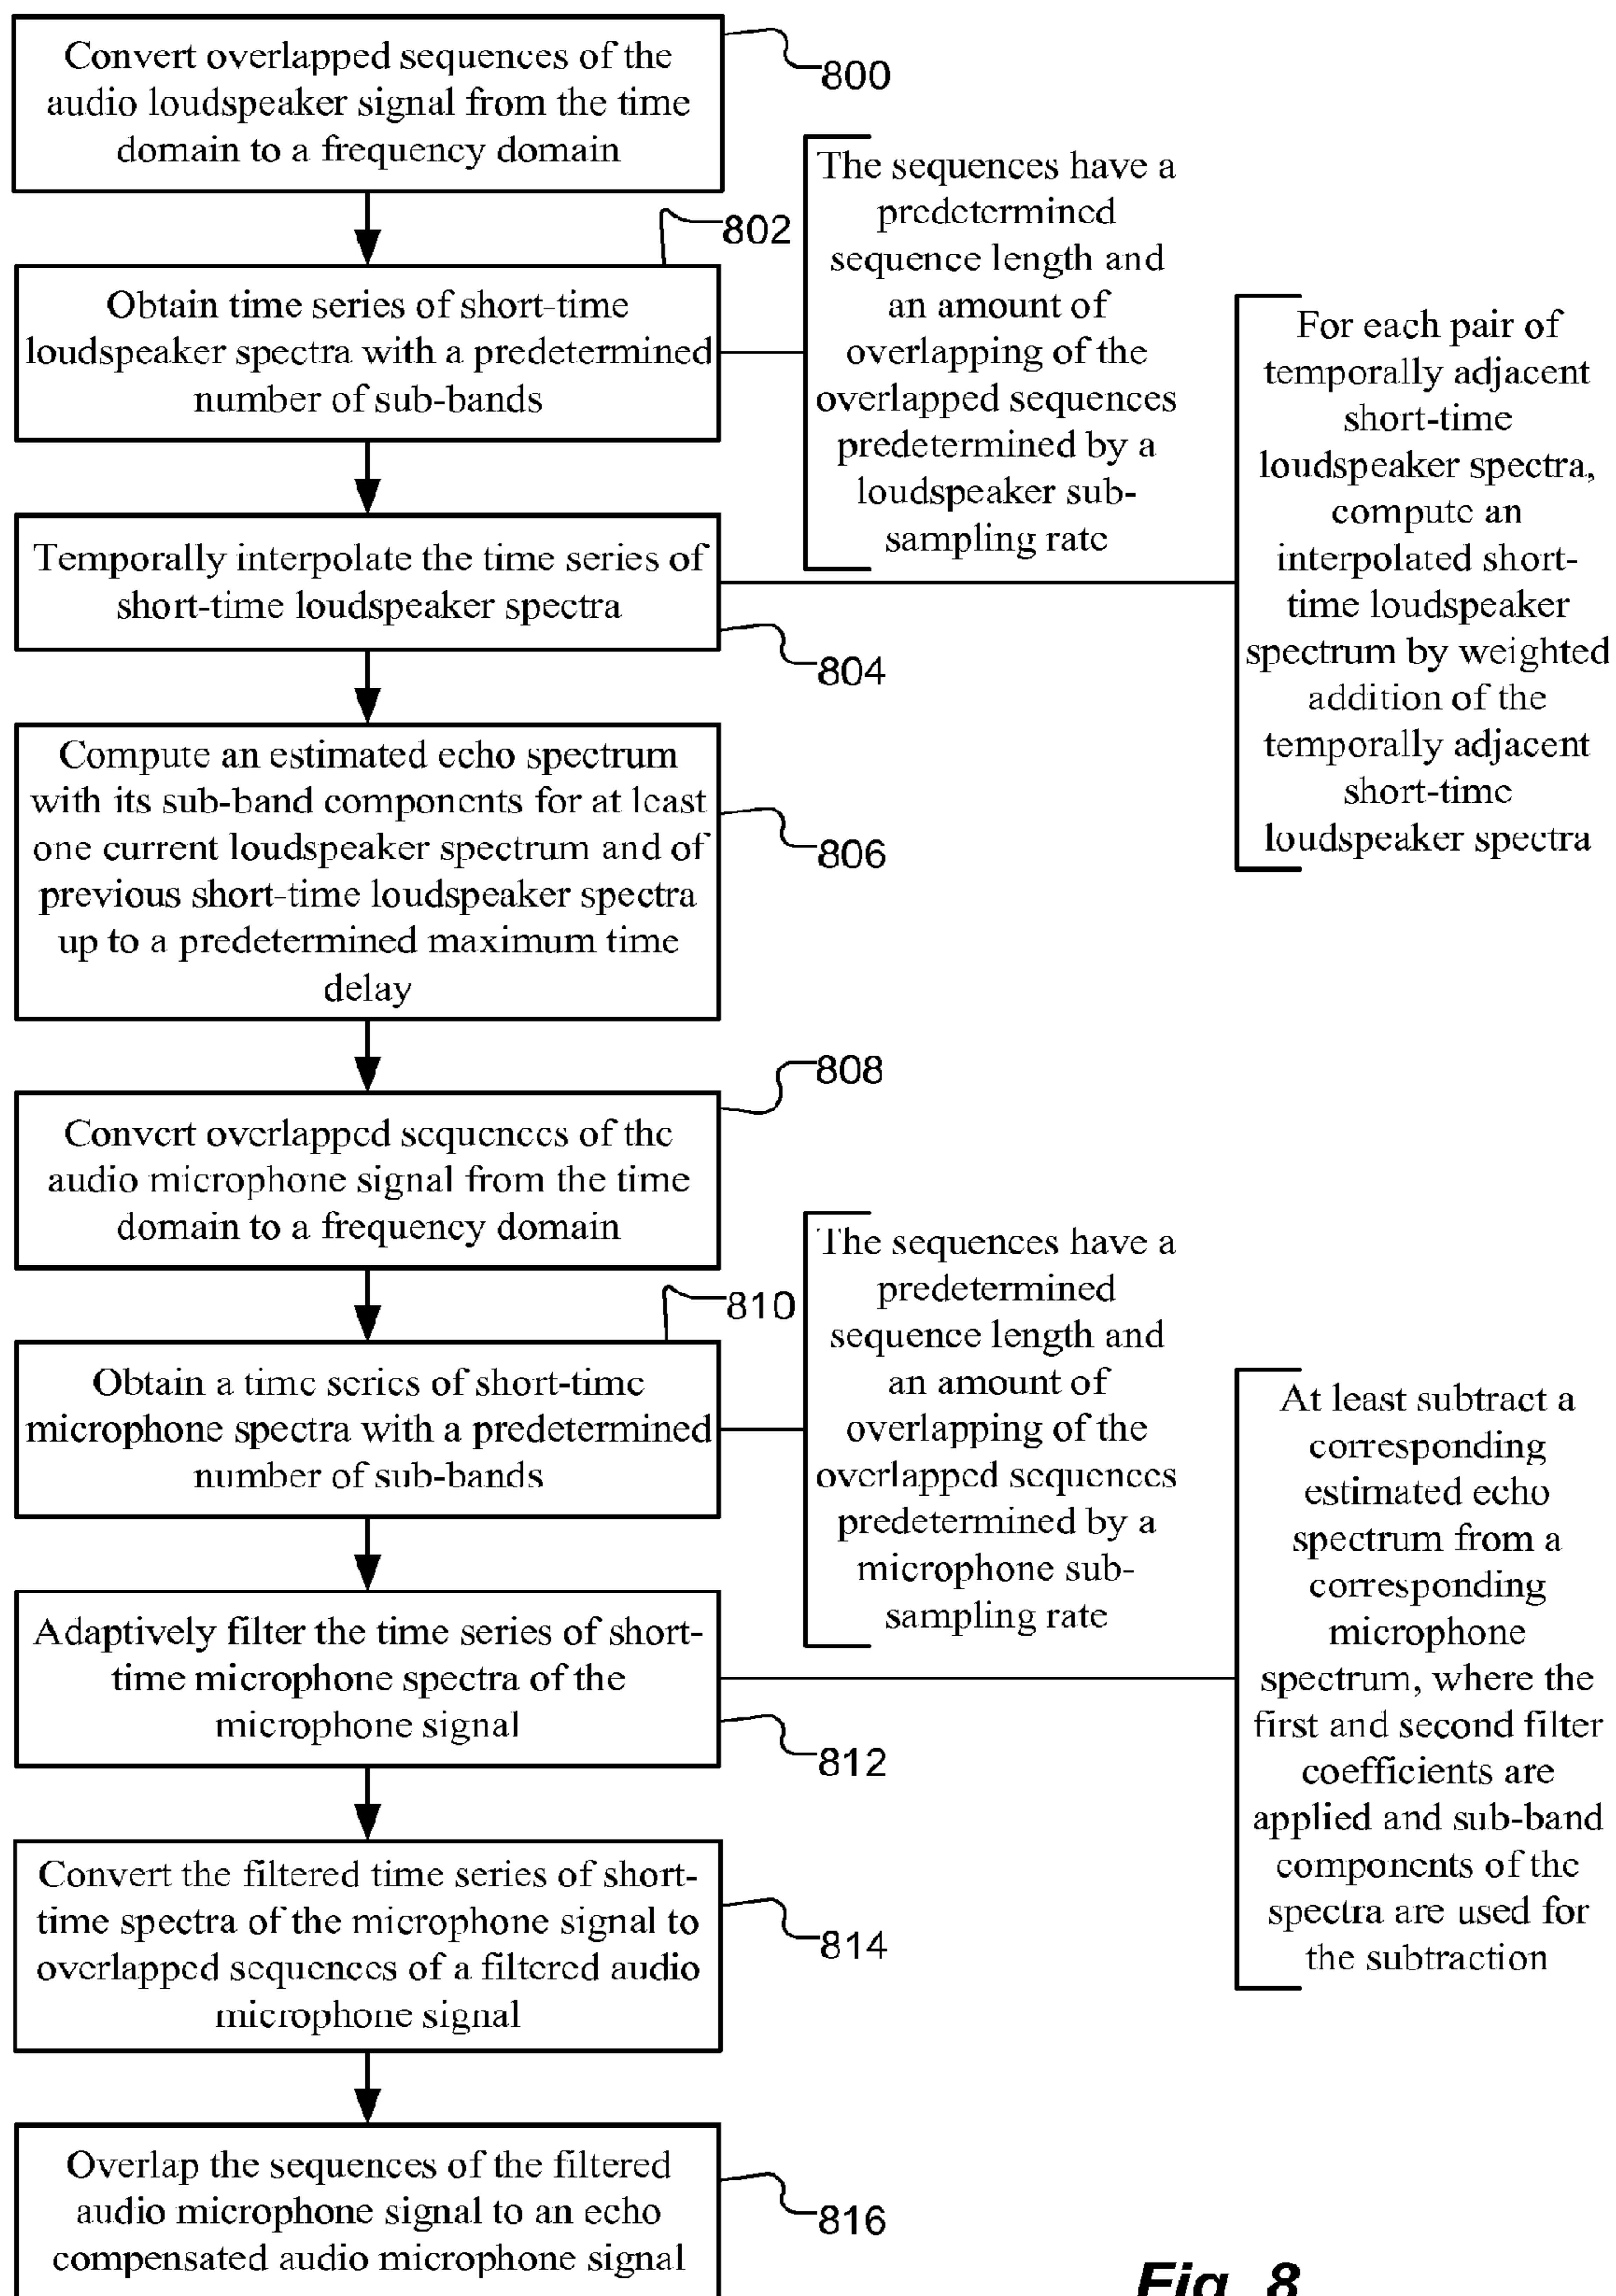 Convert overlapped sequences of the
audio loudspeaker signal from the time
domain to a frequency domain
800
802
Obtain time series of short-time
loudspeaker spectra with a predetermined
number of sub-bands
The sequences have a
predetermined
sequence length and
an amount of
overlapping of the
overlapped sequences
predetermined by a
loudspeaker sub-
sampling rate
Temporally interpolate the time series of
short-time loudspeaker spectra
804
For each pair of
temporally adjacent
short-time
loudspeaker spectra,
compute an
interpolated short-
time loudspeaker
spectrum by weighted
addition of the
temporally adjacent
short-time
loudspeaker spectra
Compute an estimated echo spectrum
with its sub-band components for at least
one current loudspeaker spectrum and of
previous short-time loudspeaker spectra
up to a predetermined maximum time
delay
806
808
Convert overlapped sequences of the
audio microphone signal from the time
domain to a frequency domain
810
Obtain a time series of short-time
microphone spectra with a predetermined
number of sub-bands
The sequences have a
predetermined
sequence length and
an amount of
overlapping of the
overlapped sequences
predetermined by a
microphone sub-
sampling rate
Adaptively filter the time series of short-
time microphone spectra of the
microphone signal
812
At least subtract a
corresponding
estimated echo
spectrum from a
corresponding
microphone
spectrum, where the
first and second filter
coefficients are
applied and sub-band
components of the
spectra are used for
the subtraction
Convert the filtered time series of short-
time spectra of the microphone signal to
overlapped sequences of a filtered audio
microphone signal
814
Overlap the sequences of the filtered
audio microphone signal to an echo
compensated audio microphone signal
816
Fig. 8